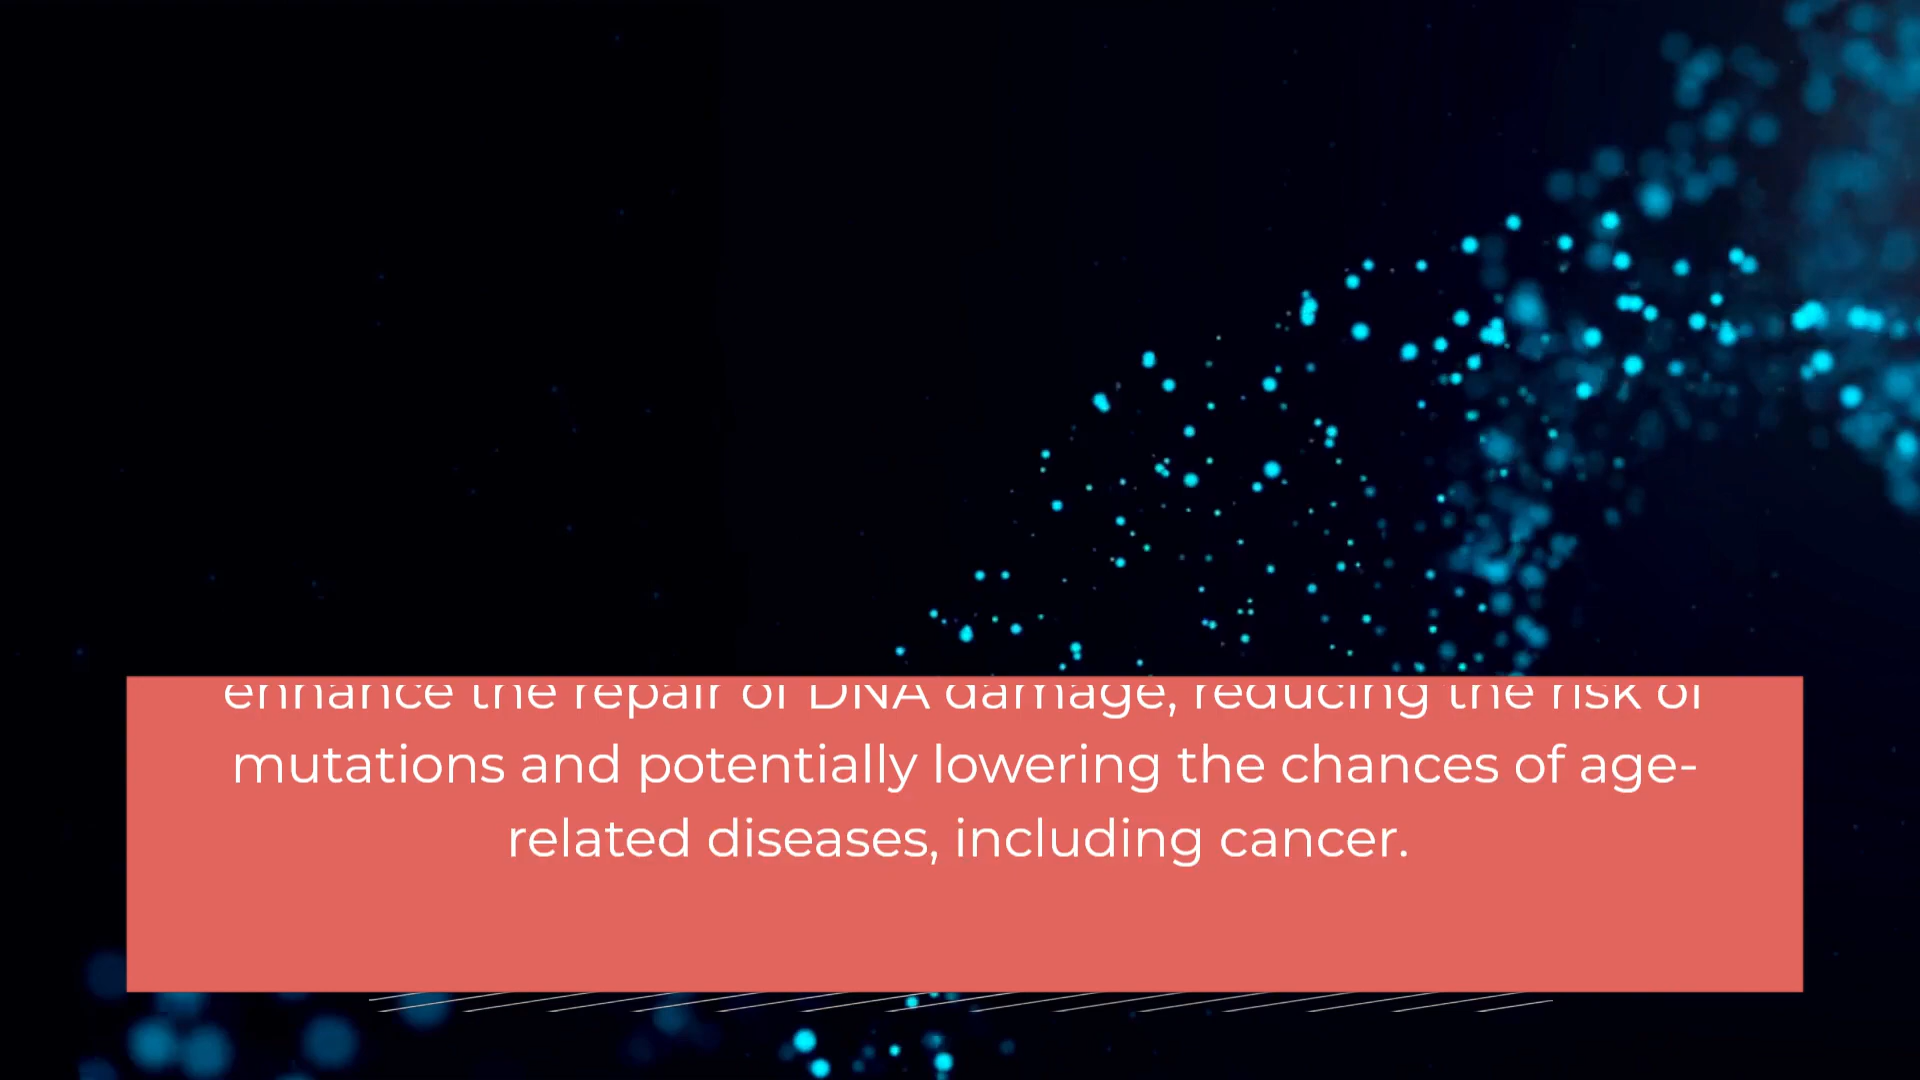 enhance the repair of DNA damage, reducing the risk of
mutations and potentially lowering the chances of age-
related diseases, including cancer.